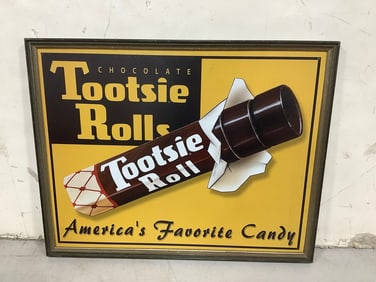 CHOCOLATE
Tootsie
Rolls
Tootsie
Roll
America's Favorite Candy